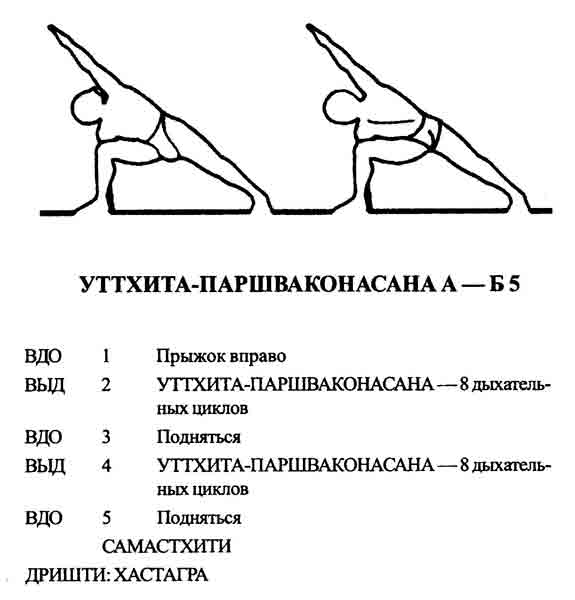 УТТХИТА-ПАРШВАКОНАСАНА А — Б 5
ВДО 1 Прыжок вправо
ВЫД 2 УТТХИТА-ПАРШВАКОНАСАНА — 8 дыхатель-
ных циклов
ВДО 3 Подняться
ВЫД 4 УТТХИТА-ПАРШВАКОНАСАНА — 8 дыхатель-
ных циклов
ВДО 5 Подняться
САМАСТХИТИ
ДРИШТИ: ХАСТАГРА